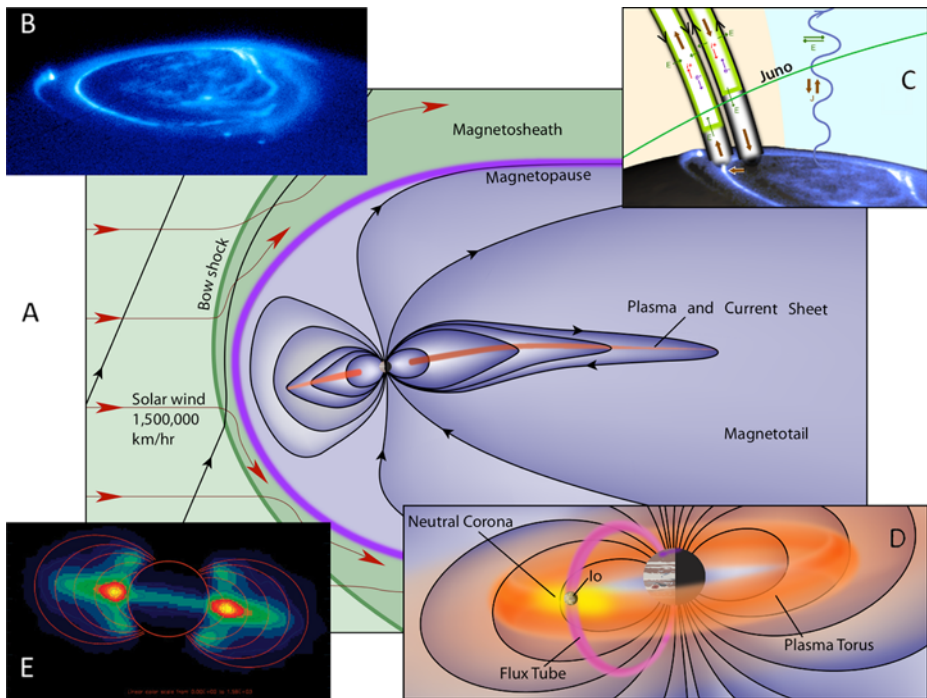 B
C
Juno
E
E
E
E
E
J
Magnetosheath
Magnetopause
Bow shock
A
Plasma and Current Sheet
Solar wind
1,500,000
km/hr
Magnetotail
Neutral Corona
D
Io
Plasma Torus
Flux Tube
E